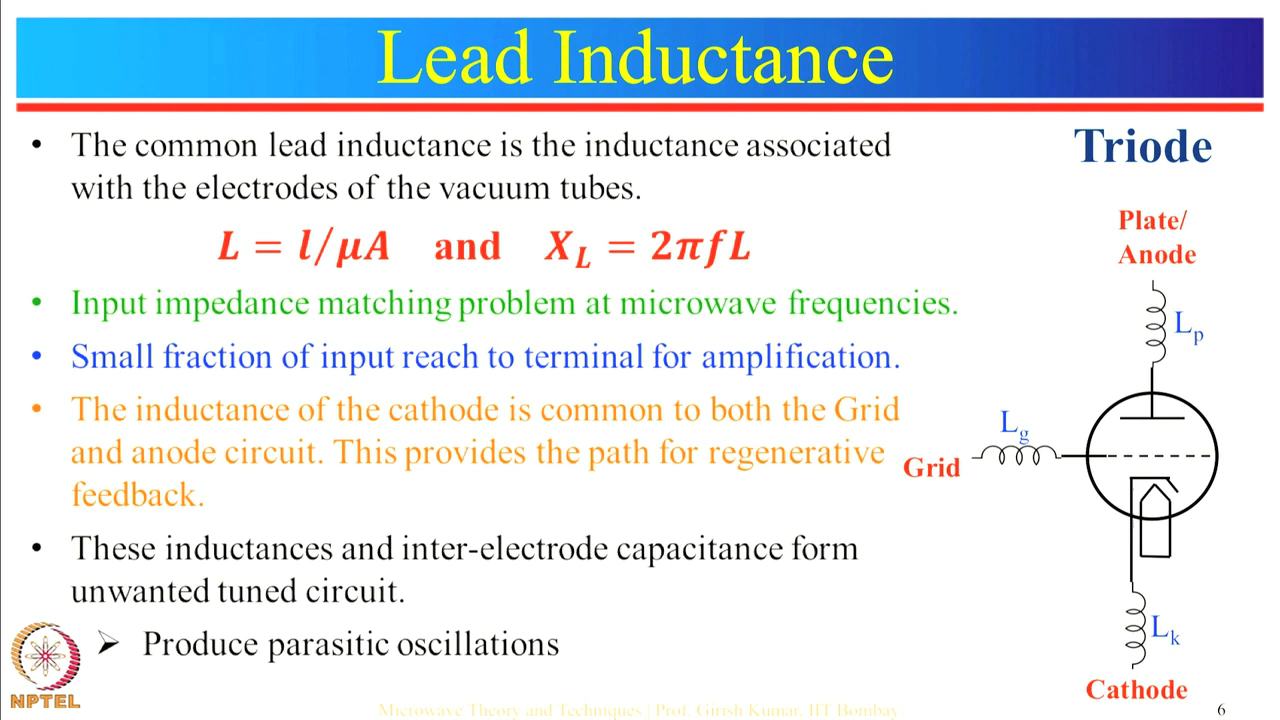 Lead Inductance
• The common lead inductance is the inductance associated
with the electrodes of the vacuum tubes.
L = l/μA and X_L = 2πfL
• Input impedance matching problem at microwave frequencies.
• Small fraction of input reach to terminal for amplification.
• The inductance of the cathode is common to both the Grid
and anode circuit. This provides the path for regenerative
feedback.
• These inductances and inter-electrode capacitance form
unwanted tuned circuit.
➢ Produce parasitic oscillations
Triode
Plate/
Anode
L_p
L_g
Grid
L_k
Cathode
NPTEL
Microwave Theory and Techniques | Prof. Girish Kumar, IIT Bombay
6